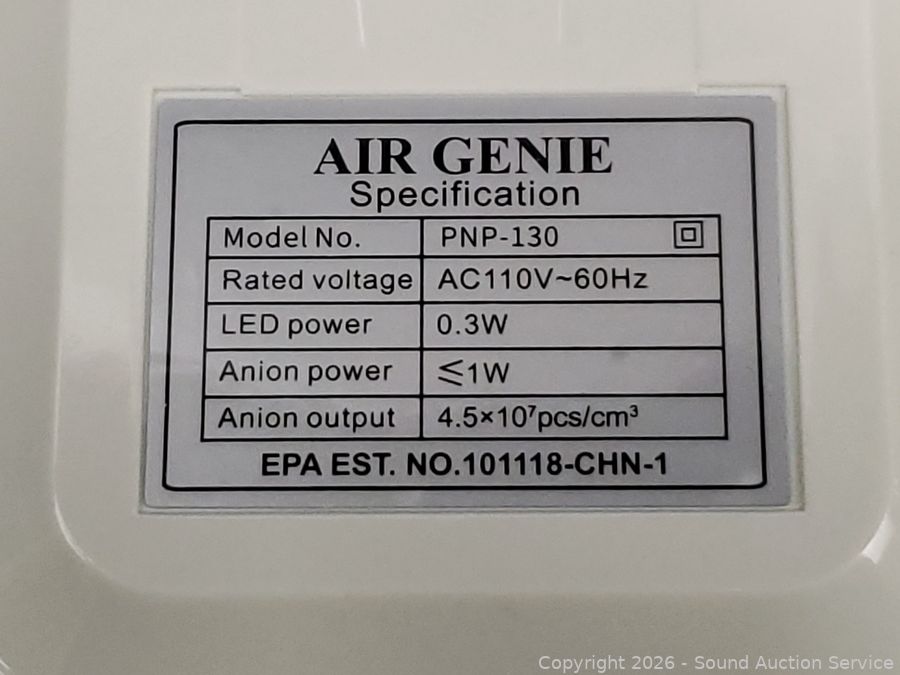 AIR GENIE
Specification
Model No. PNP-130
Rated voltage AC110V~60Hz
LED power 0.3W
Anion power ≤1W
Anion output 4.5×10⁷pcs/cm³
EPA EST. NO.101118-CHN-1
Copyright 2026 - Sound Auction Service